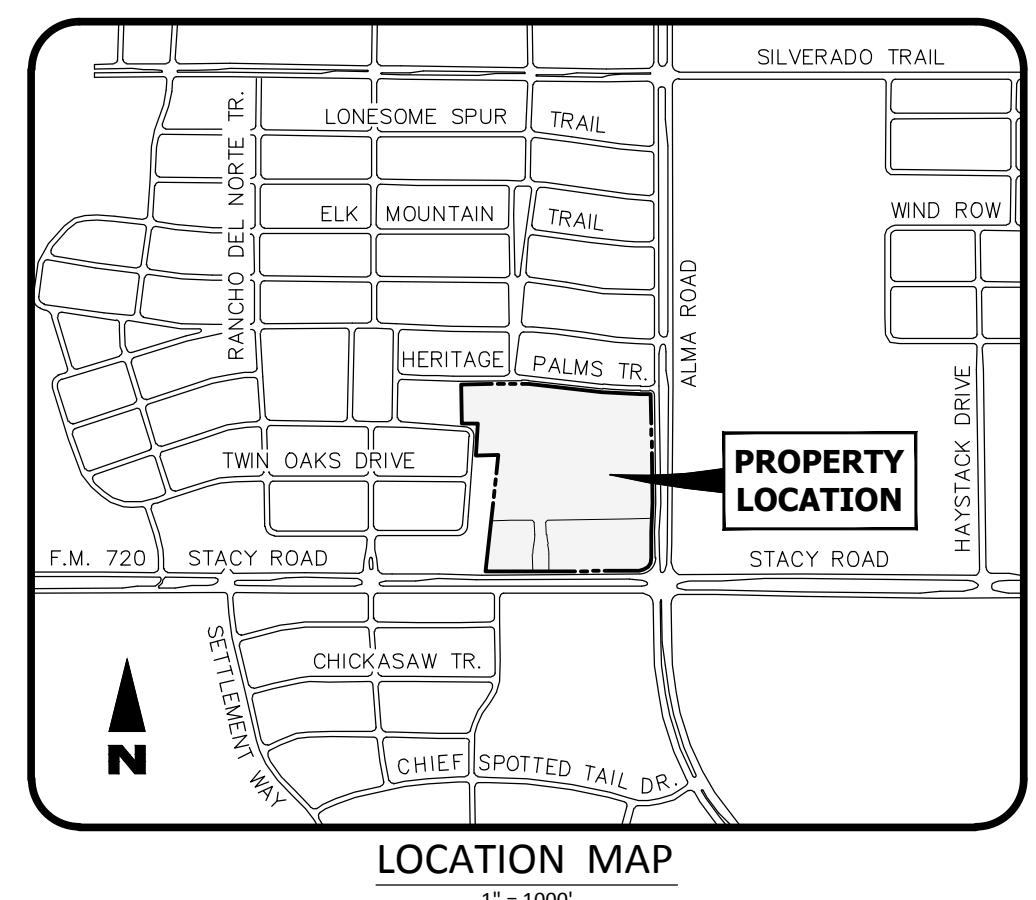 SILVERADO TRAIL
LONESOME SPUR TRAIL
RANCHO DEL NORTE TR.
ELK MOUNTAIN TRAIL
WIND ROW
ALMA ROAD
HERITAGE PALMS TR.
HAYSTACK DRIVE
PROPERTY
LOCATION
TWIN OAKS DRIVE
F.M. 720 STACY ROAD
STACY ROAD
SETTLEMENT WAY
CHICKASAW TR.
CHIEF SPOTTED TAIL DR.
N
LOCATION MAP
1" = 1000'